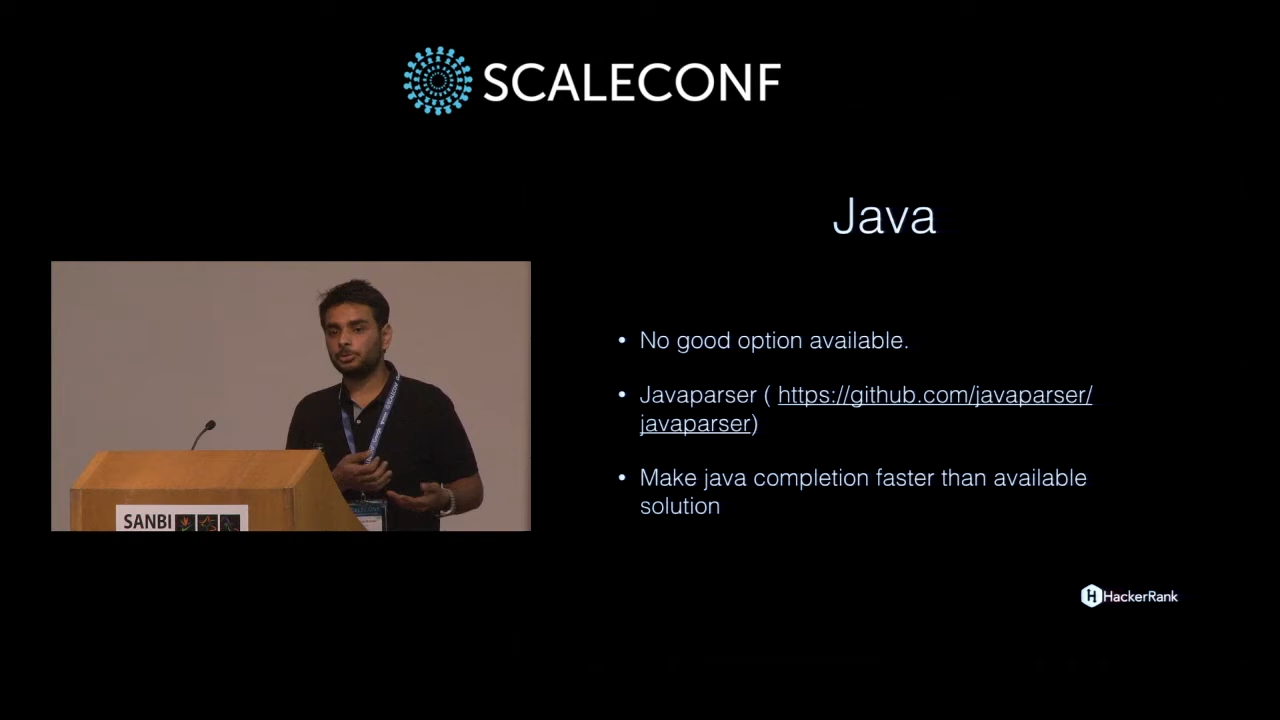 SCALECONF
Java
• No good option available.
• Javaparser ( https://github.com/javaparser/
javaparser)
• Make java completion faster than available
solution
SANBI
HackerRank